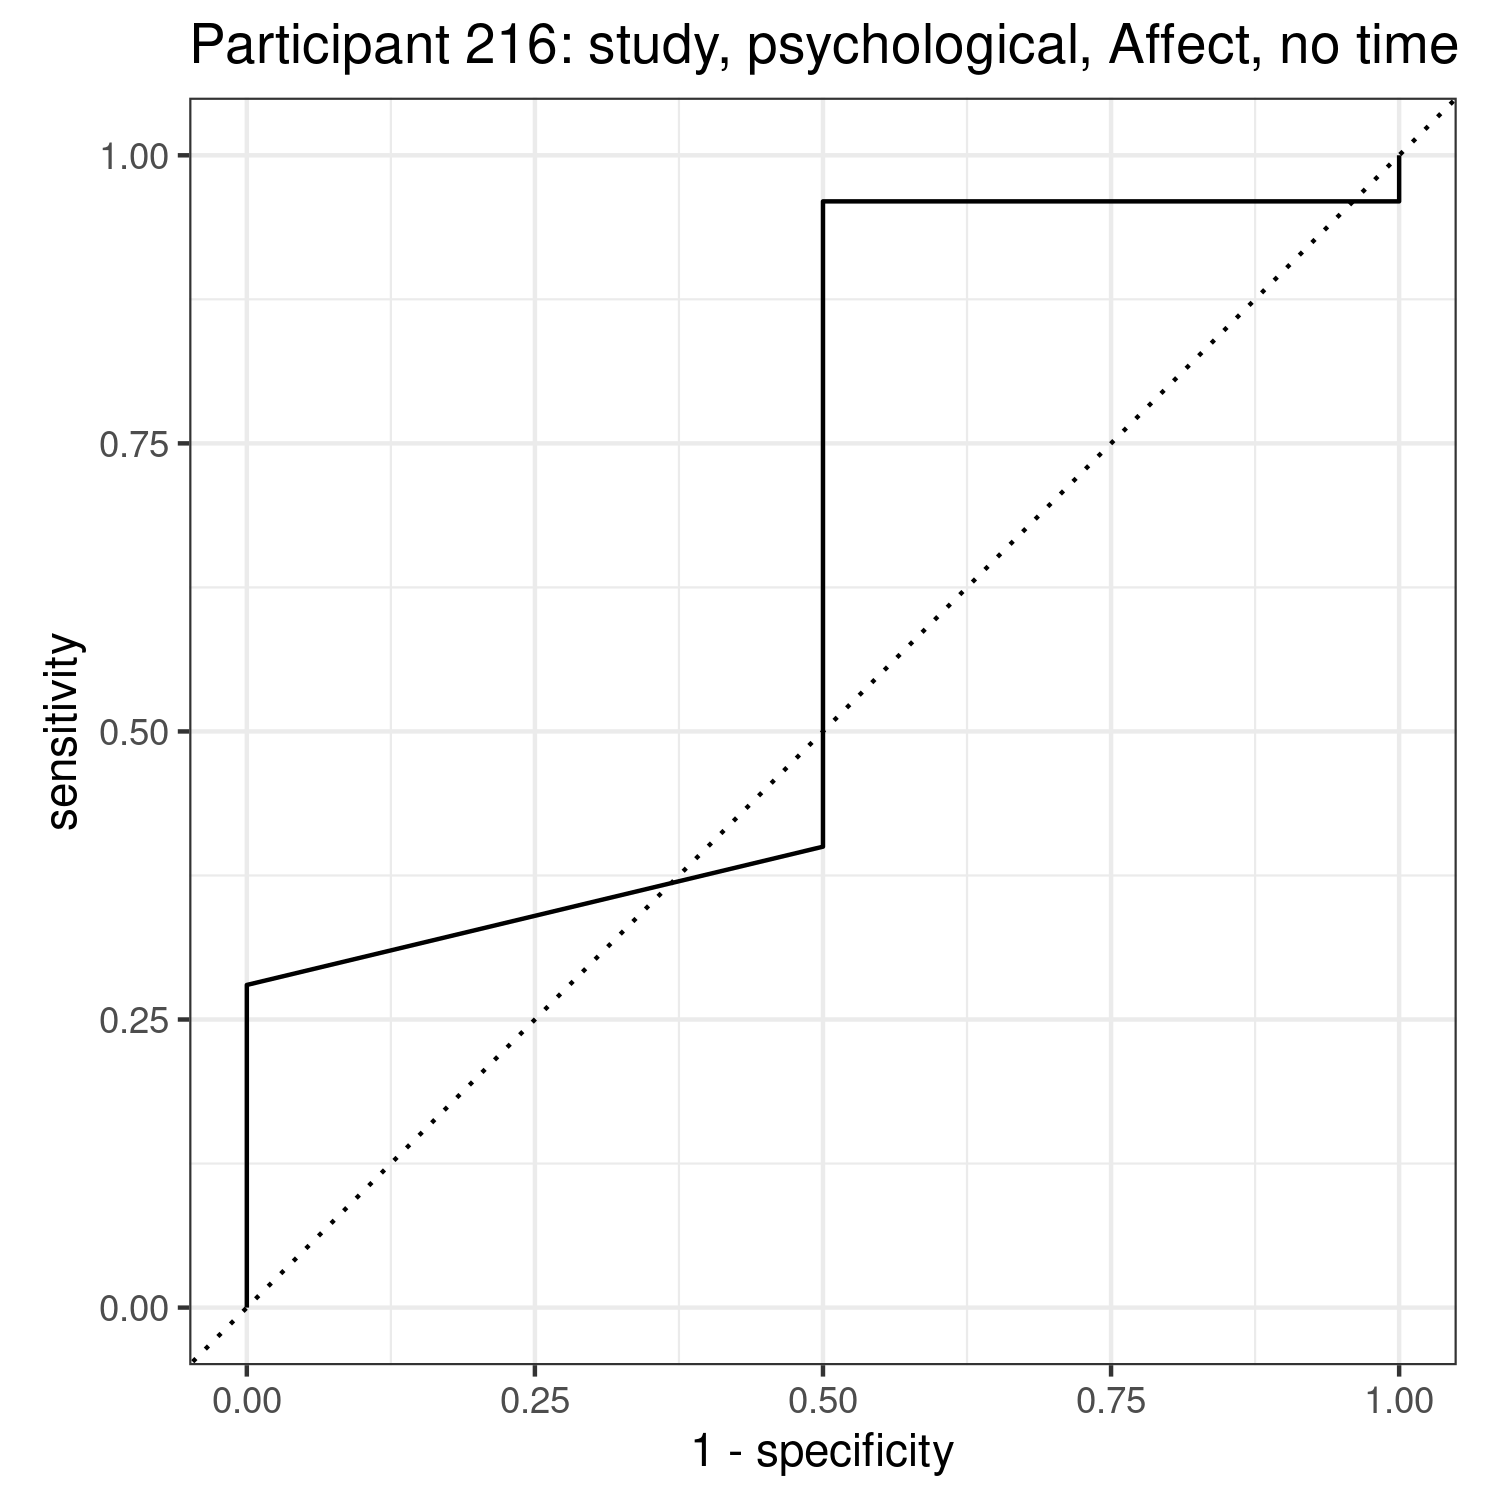 Participant 216: study, psychological, Affect, no time
1.00
0.75
0.50
0.25
0.00
sensitivity
0.00 0.25 0.50 0.75 1.00
1 - specificity